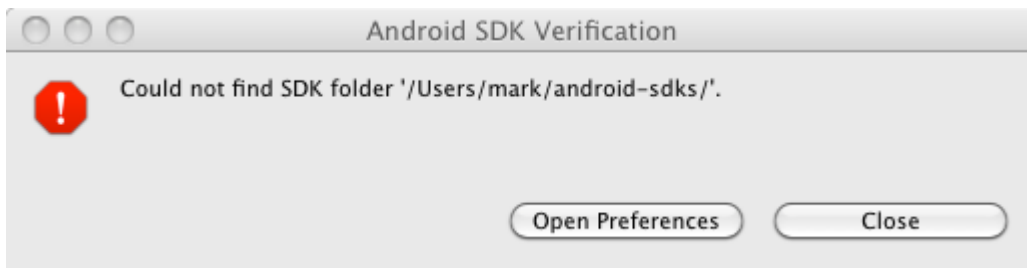 Android SDK Verification
Could not find SDK folder '/Users/mark/android-sdks/'.
Open Preferences
Close